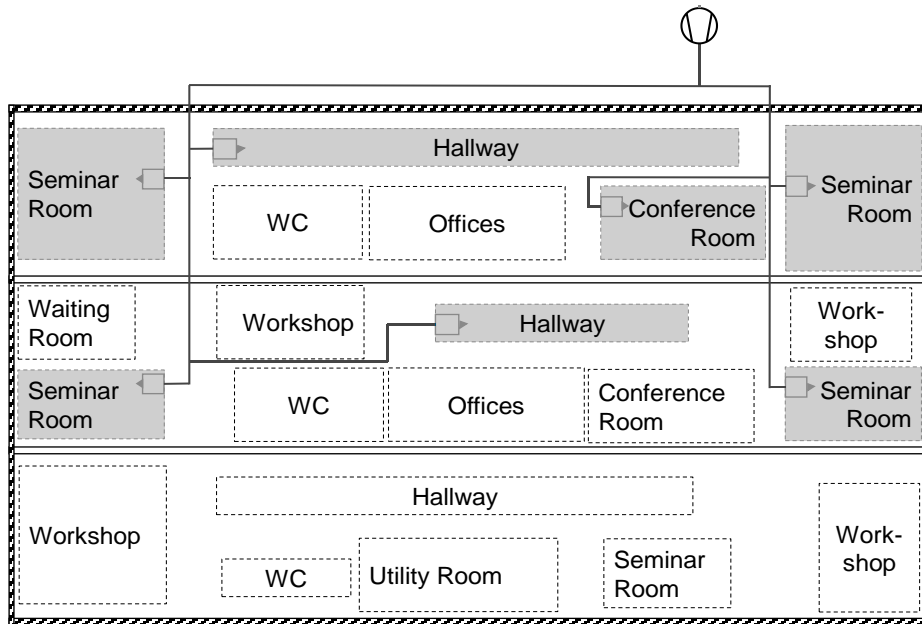 Hallway
Seminar
Room
Seminar
Room
WC
Offices
Conference
Room
Waiting
Room
Workshop
Hallway
Work-
shop
Seminar
Room
WC
Offices
Conference
Room
Seminar
Room
Hallway
Workshop
Work-
shop
WC
Utility Room
Seminar
Room